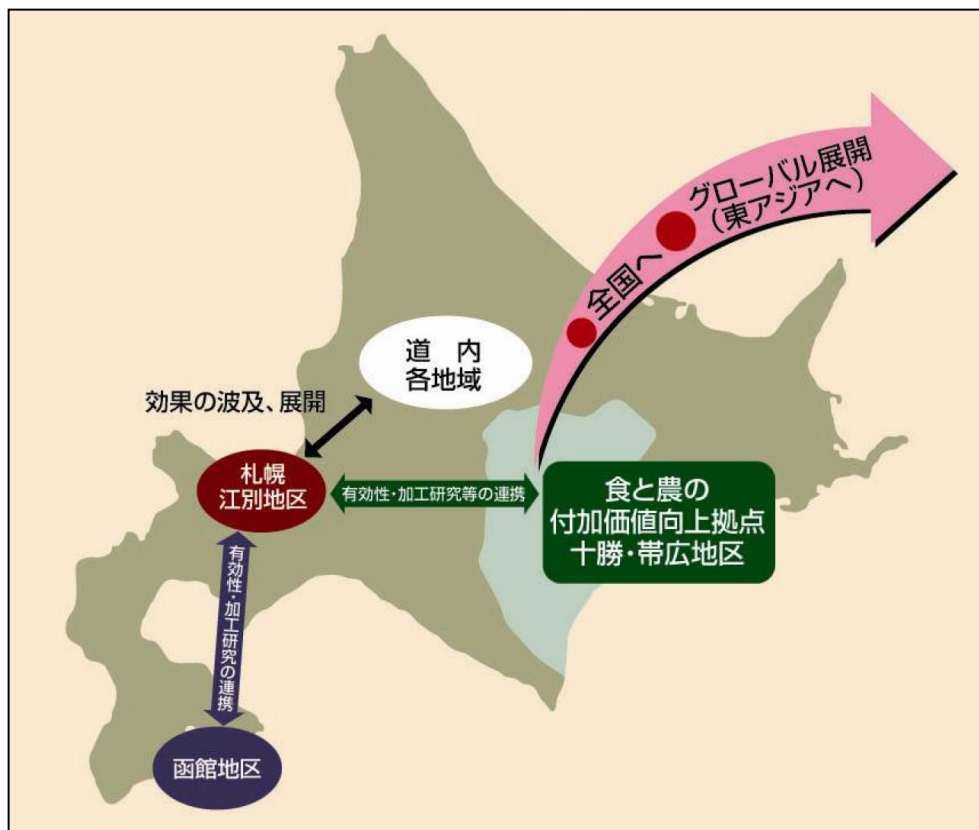 グローバル展開
(東アジアへ)
全国へ
道　内
各地域
効果の波及、展開
札幌
江別地区
有効性・加工研究等の連携
食と農の
付加価値向上拠点
十勝・帯広地区
有効性・加工研究の連携
函館地区